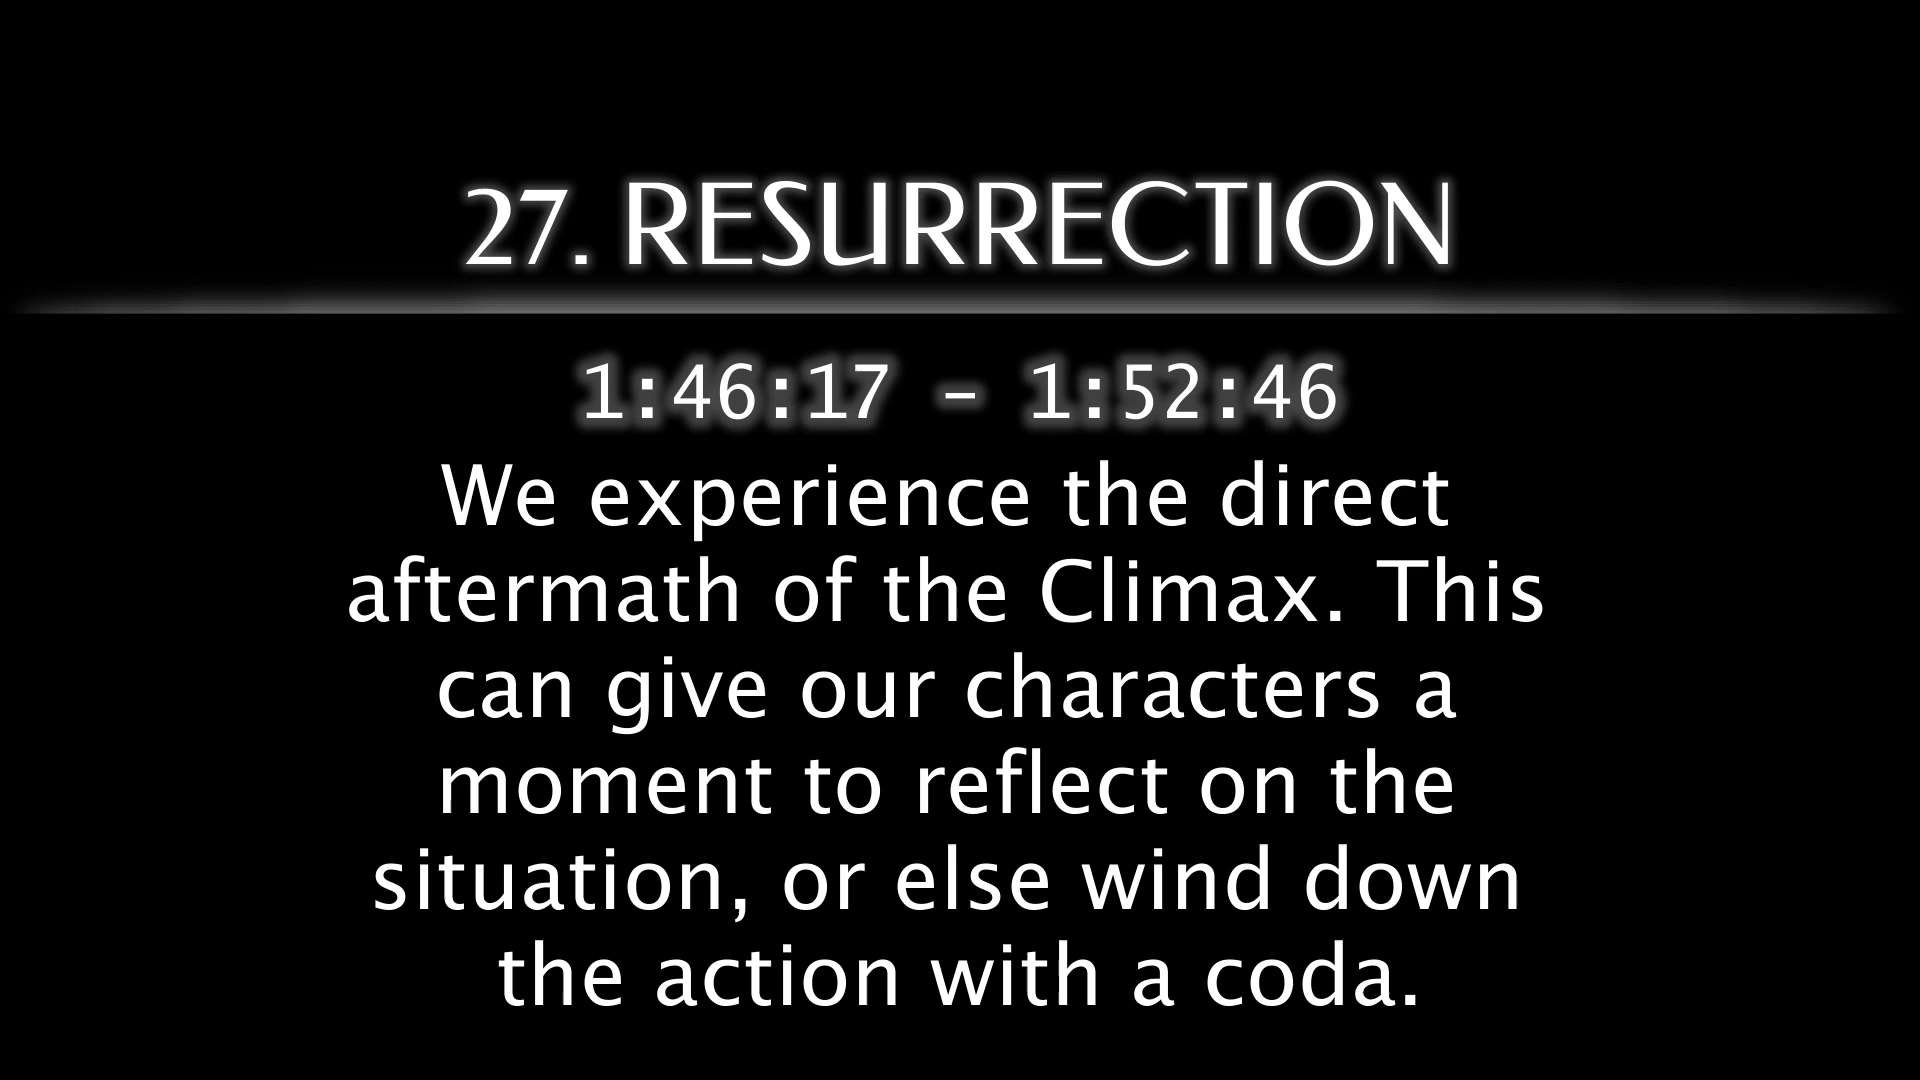 27. RESURRECTION
1:46:17 – 1:52:46
We experience the direct
aftermath of the Climax. This
can give our characters a
moment to reflect on the
situation, or else wind down
the action with a coda.